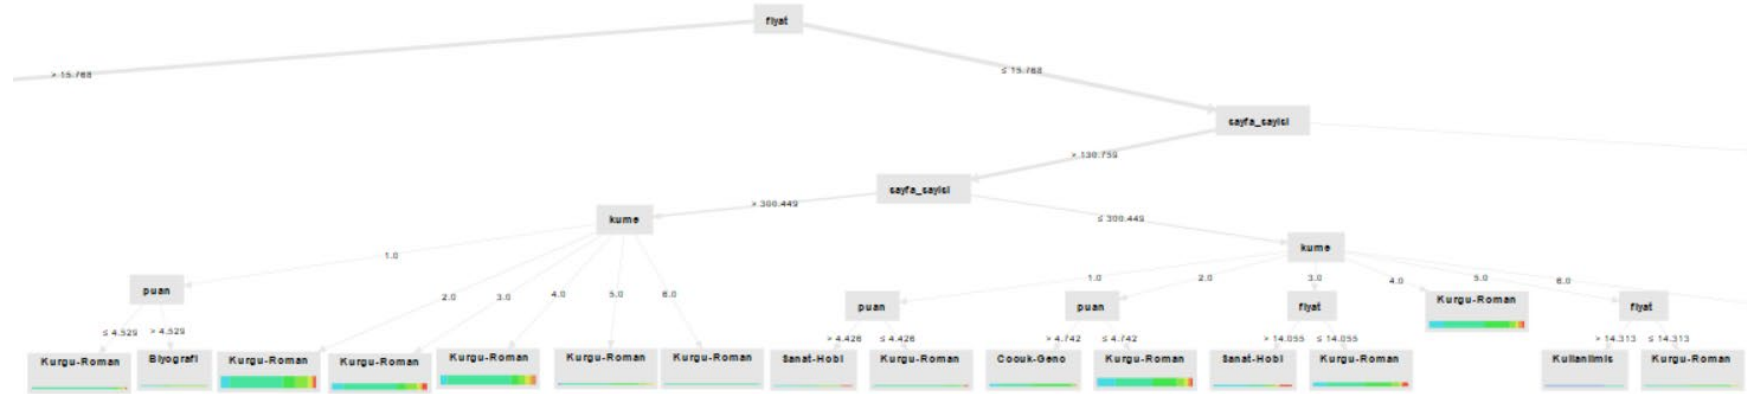 fiyat
> 15.768
≤ 15.768
sayfa_sayisi
> 130.759
sayfa_sayisi
> 300.449
≤ 300.449
kume
kume
1.0
2.0
3.0
4.0
5.0
6.0
1.0
2.0
3.0
4.0
5.0
6.0
puan
puan
puan
fiyat
Kurgu-Roman
fiyat
≤ 4.529
> 4.529
> 4.426
≤ 4.426
> 4.742
≤ 4.742
> 14.055
≤ 14.055
> 14.313
≤ 14.313
Kurgu-Roman
Biyografi
Kurgu-Roman
Kurgu-Roman
Kurgu-Roman
Kurgu-Roman
Kurgu-Roman
Sanat-Hobi
Kurgu-Roman
Cocuk-Genc
Kurgu-Roman
Sanat-Hobi
Kurgu-Roman
Kullanilmis
Kurgu-Roman